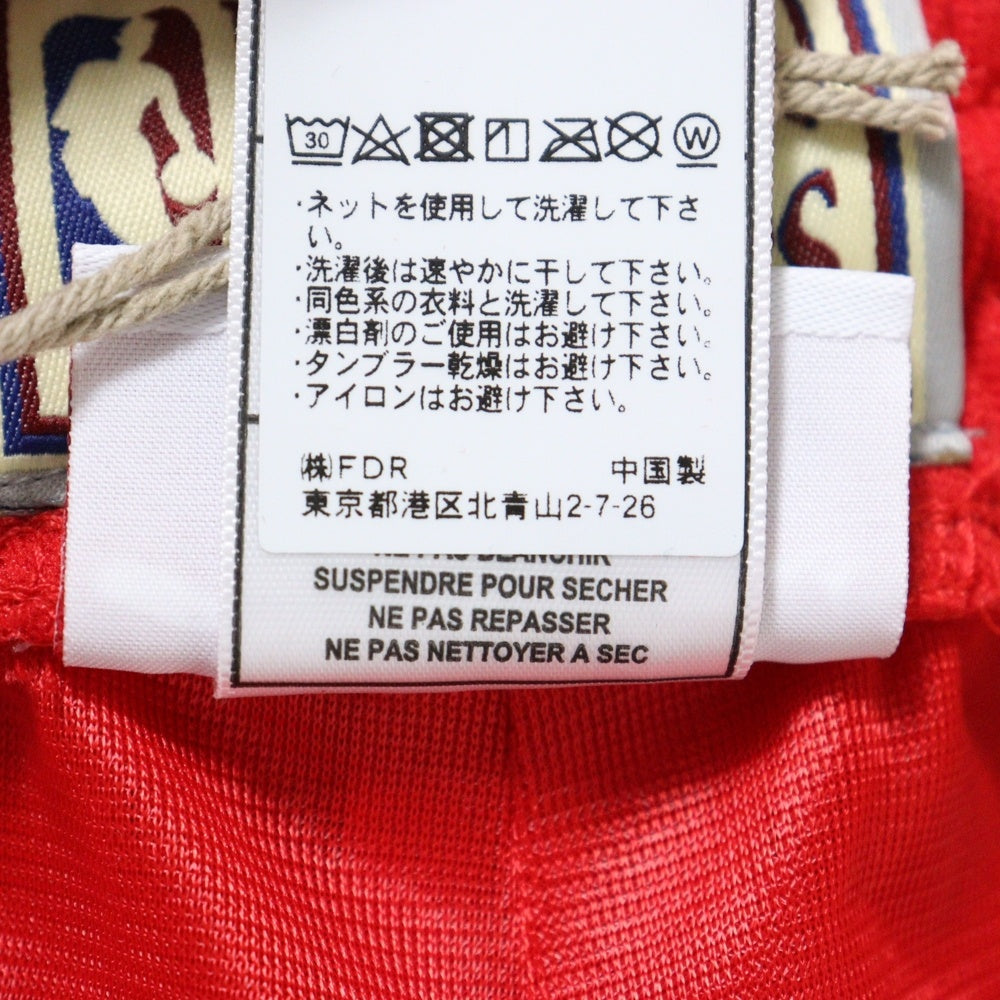 30
W
・ネットを使用して洗濯して下さ
い。
・洗濯後は速やかに干して下さい。
・同色系の衣料と洗濯して下さい。
・漂白剤のご使用はお避け下さい。
・タンブラー乾燥はお避け下さい。
・アイロンはお避け下さい。
㈱FDR 中国製
東京都港区北青山2-7-26
NE PAS BLANCHIR
SUSPENDRE POUR SECHER
NE PAS REPASSER
NE PAS NETTOYER A SEC